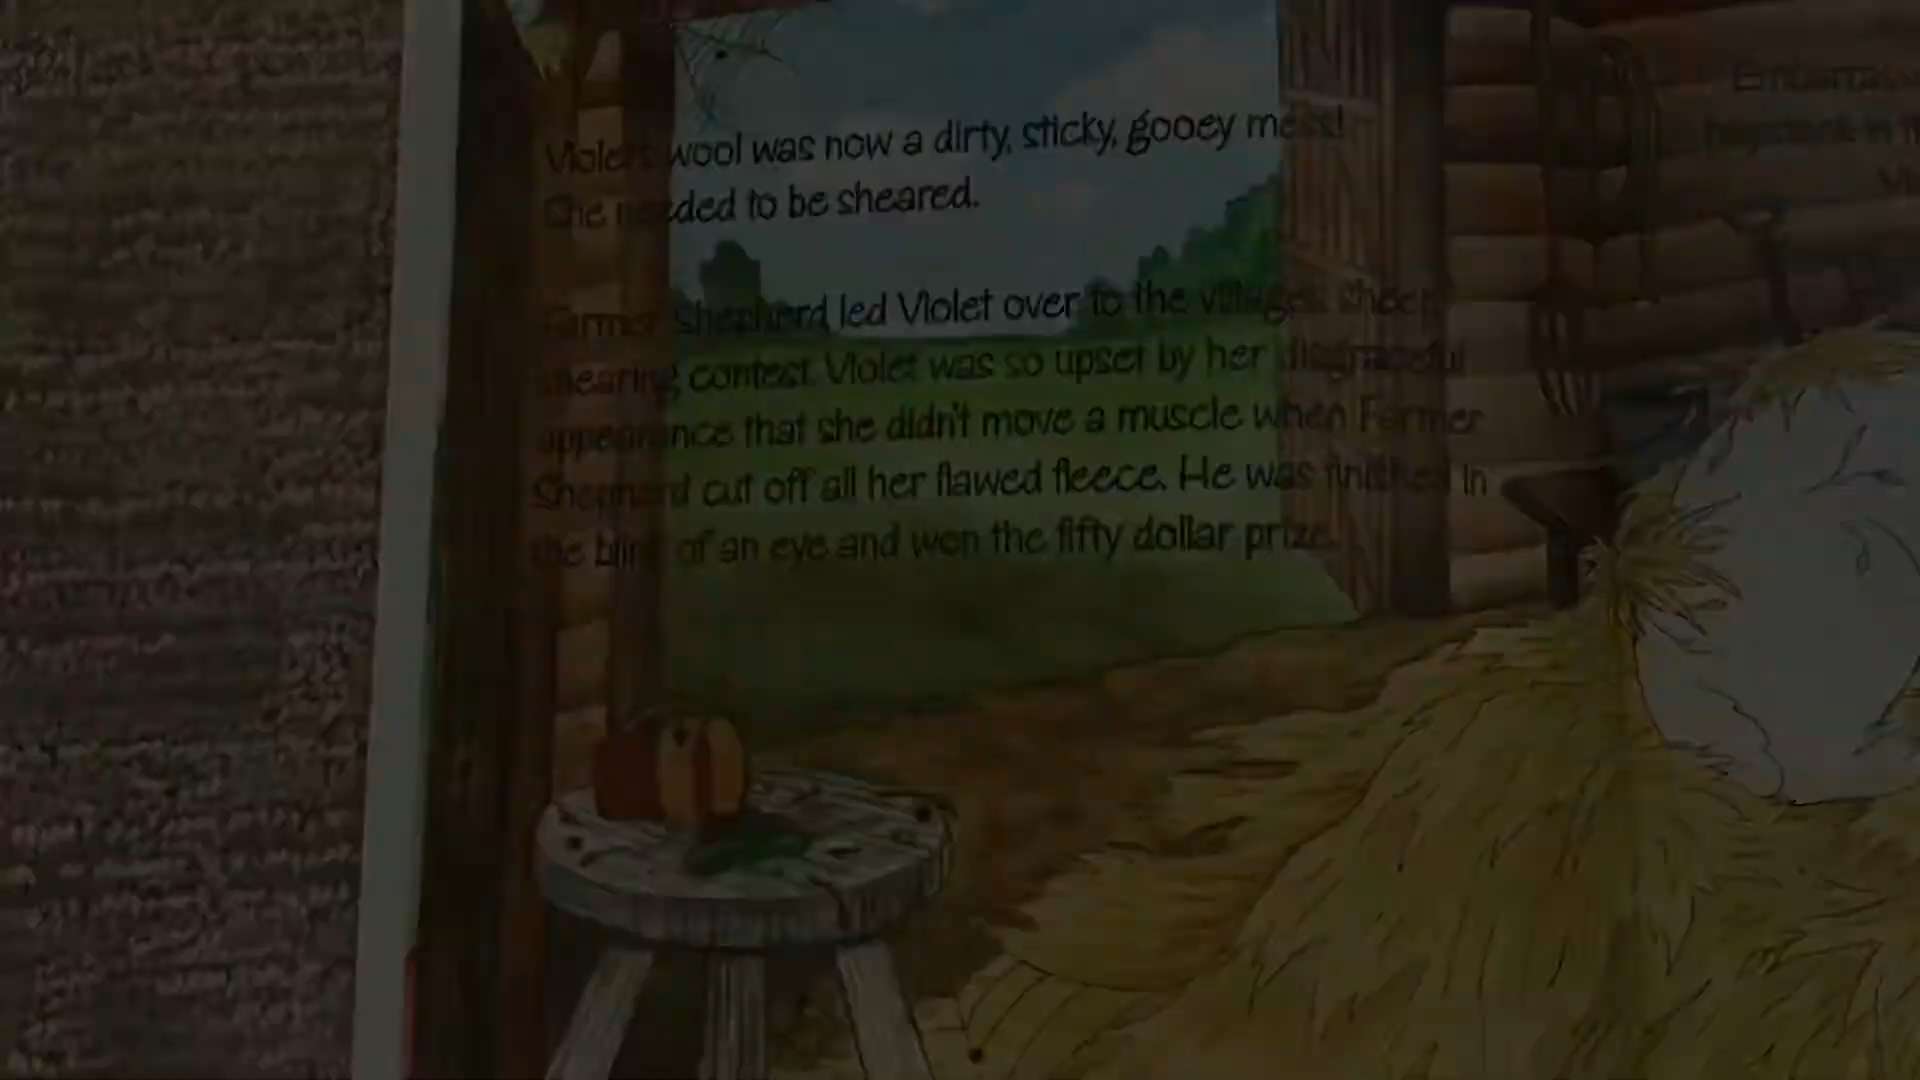 Violet's wool was now a dirty, sticky, gooey mess!
She needed to be sheared.
Farmer Shepherd led Violet over to the village's sheep
shearing contest. Violet was so upset by her disgraceful
appearance that she didn't move a muscle when Farmer
Shepherd cut off all her flawed fleece. He was finished in
the blink of an eye and won the fifty dollar prize.
haystack in